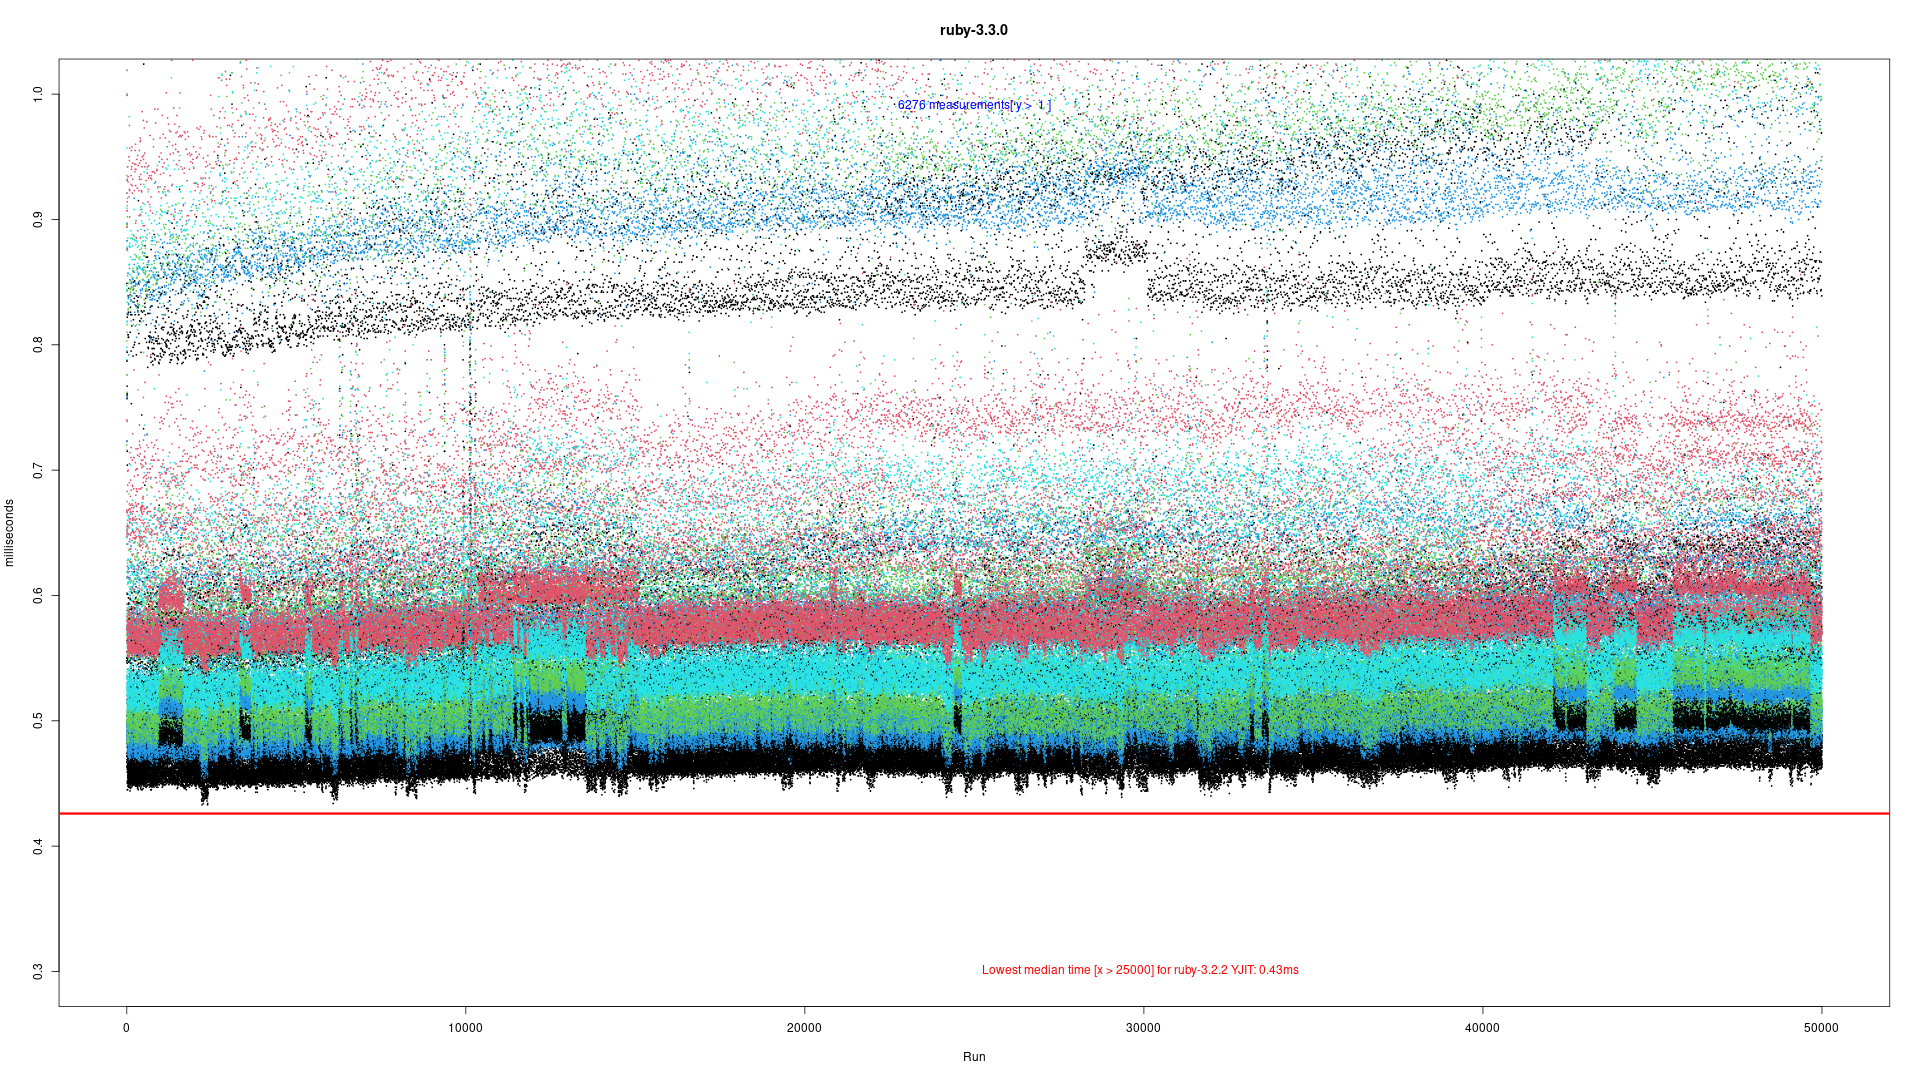 ruby-3.3.0
6276 measurements[ y > 1 ]
milliseconds
1.0
0.9
0.8
0.7
0.6
0.5
0.4
0.3
Lowest median time [x > 25000] for ruby-3.2.2 YJIT: 0.43ms
0 10000 20000 30000 40000 50000
Run